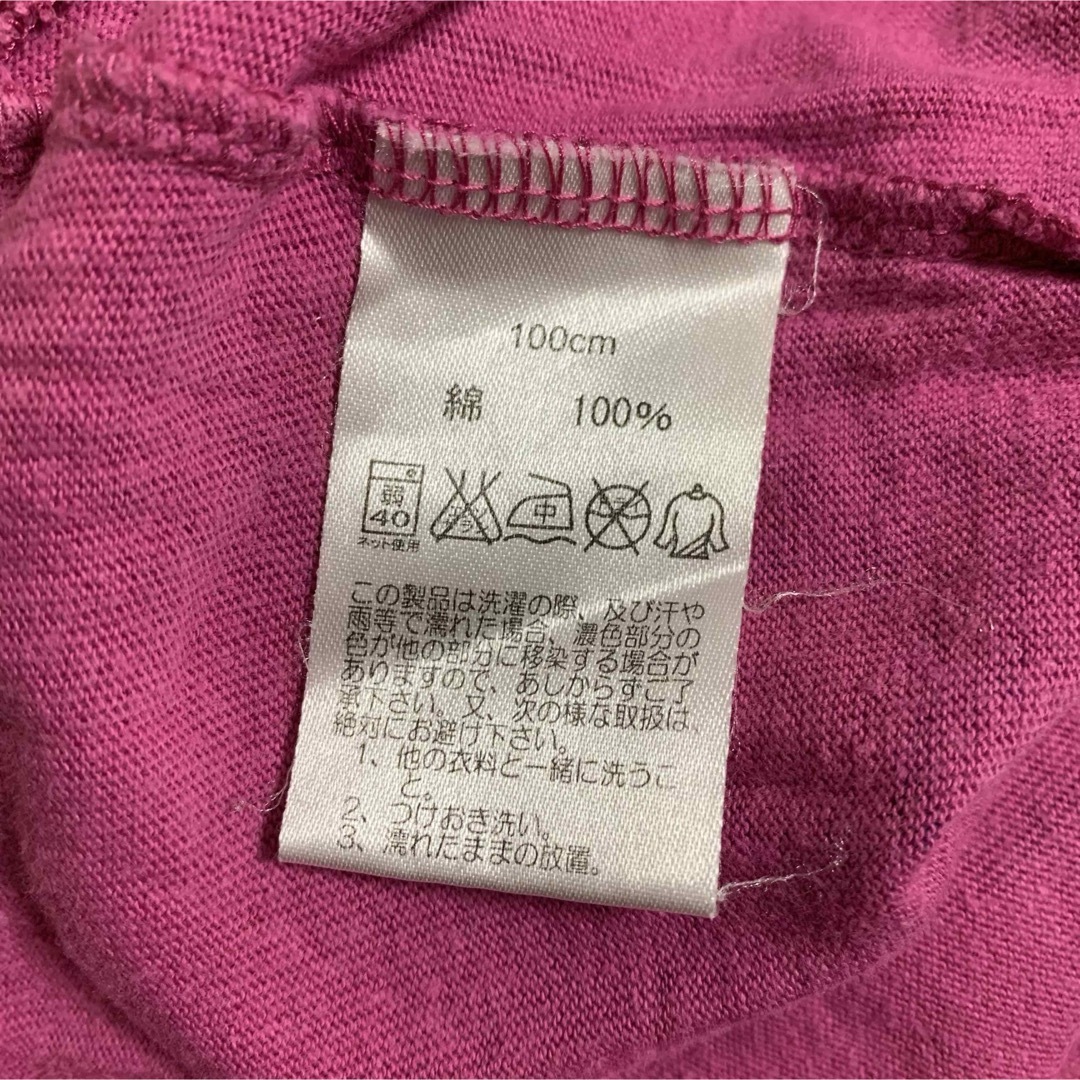 100cm
綿 100%
弱
40
中
ネット使用
この製品は洗濯の際、及び汗や
雨等で濡れた場合、濃色部分の
色が他の部分に移染する場合が
ありますので、あしからずご了
承下さい。又、次の様な取扱は、
絶対にお避け下さい。
1、他の衣料と一緒に洗うこ
と。
2、つけおき洗い。
3、濡れたままの放置。